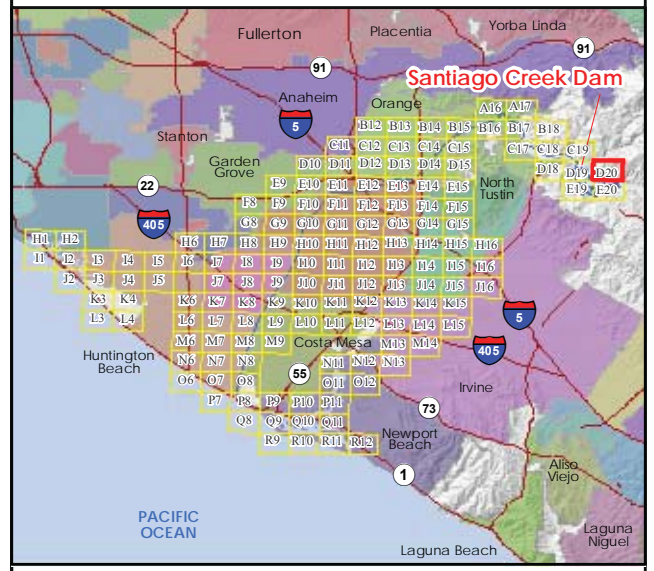 Yorba Linda
Fullerton
Placentia
91
91
Santiago Creek Dam
Anaheim
Orange
A16 A17
5
B12 B13 B14 B15 B16 B17 B18
Stanton
C11 C12 C13 C14 C15 C17 C18 C19
Garden
Grove
D10 D11 D12 D13 D14 D15 D18 D19 D20
22
E9 E10 E11 E12 E13 E14 E15 E19 E20
North
Tustin
F8 F9 F10 F11 F12 F13 F14 F15
405
G8 G9 G10 G11 G12 G13 G14 G15
H1 H2 H6 H7 H8 H9 H10 H11 H12 H13 H14 H15 H16
I1 I2 I3 I4 I5 I6 I7 I8 I9 I10 I11 I12 I13 I14 I15 I16
J2 J3 J4 J5 J7 J8 J9 J10 J11 J12 J13 J14 J15 J16
K3 K4 K6 K7 K8 K9 K10 K11 K12 K13 K14 K15
L3 L4 L6 L7 L8 L9 L10 L11 L12 L13 L14 L15
5
M6 M7 M8 M9 Costa Mesa M13 M14
405
Huntington
Beach
N6 N7 N8 N11 N12 N13
55
O6 O7 O8 O11 O12
Irvine
P7 P8 P9 P10 P11
73
Q8 Q9 Q10 Q11
Newport
Beach
R9 R10 R11 R12
1
Aliso
Viejo
PACIFIC
OCEAN
Laguna
Niguel
Laguna Beach